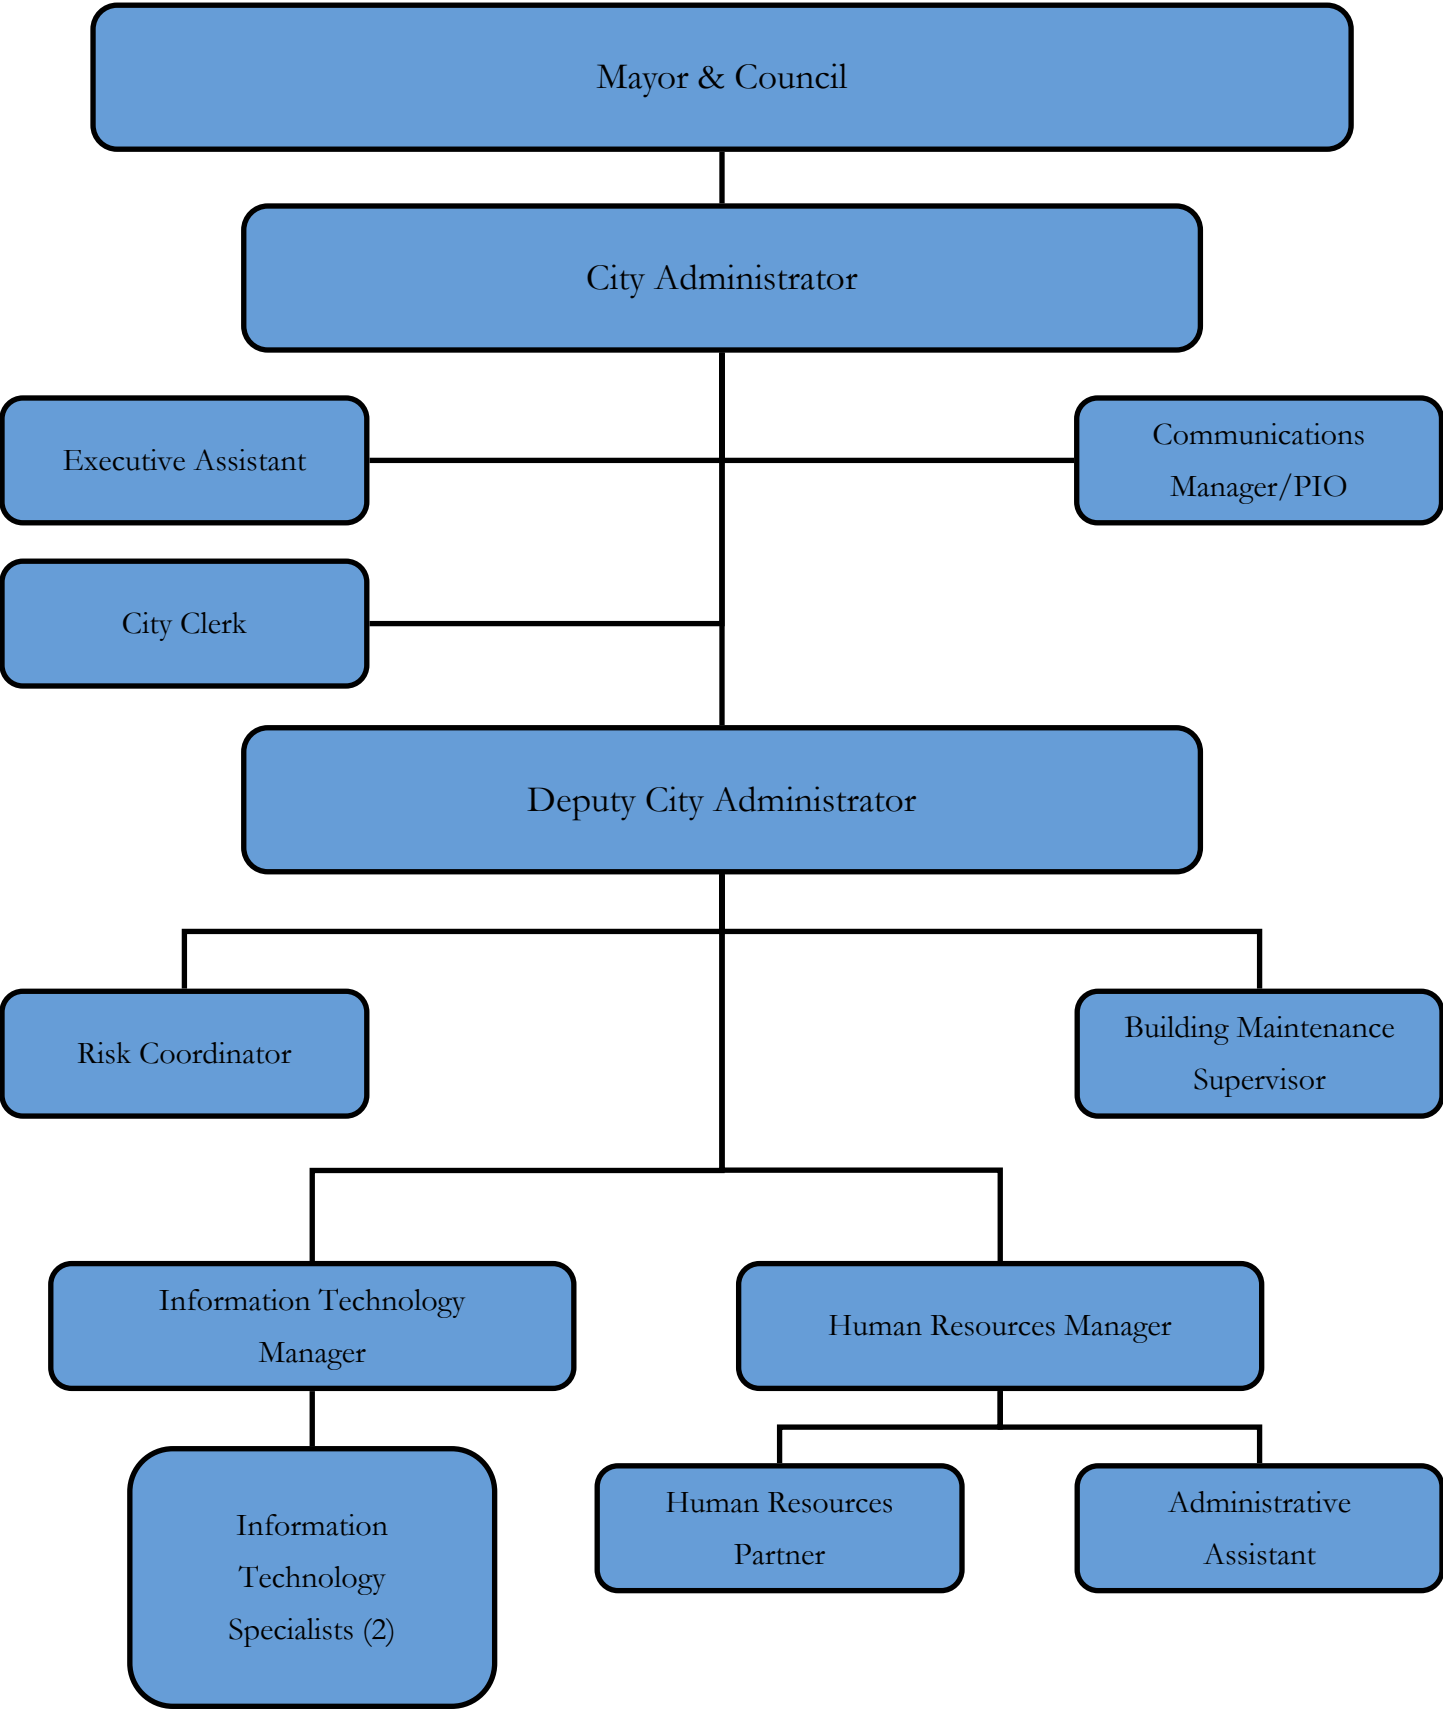 Mayor & Council
City Administrator
Executive Assistant
Communications
Manager/PIO
City Clerk
Deputy City Administrator
Risk Coordinator
Building Maintenance
Supervisor
Information Technology
Manager
Human Resources Manager
Information
Technology
Specialists (2)
Human Resources
Partner
Administrative
Assistant